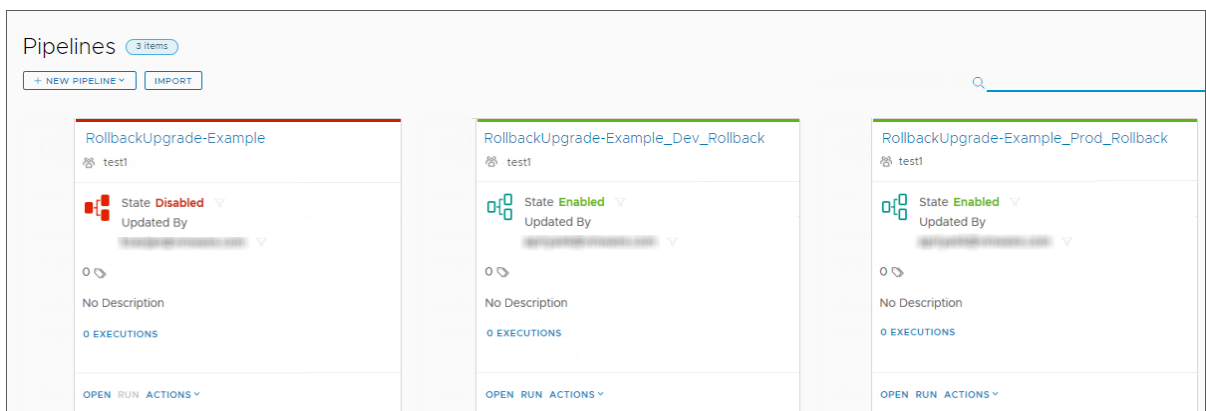 Pipelines 3 items
+ NEW PIPELINE IMPORT
RollbackUpgrade-Example
test1
State Disabled
Updated By
0
No Description
0 EXECUTIONS
OPEN RUN ACTIONS
RollbackUpgrade-Example_Dev_Rollback
test1
State Enabled
Updated By
0
No Description
0 EXECUTIONS
OPEN RUN ACTIONS
RollbackUpgrade-Example_Prod_Rollback
test1
State Enabled
Updated By
0
No Description
0 EXECUTIONS
OPEN RUN ACTIONS